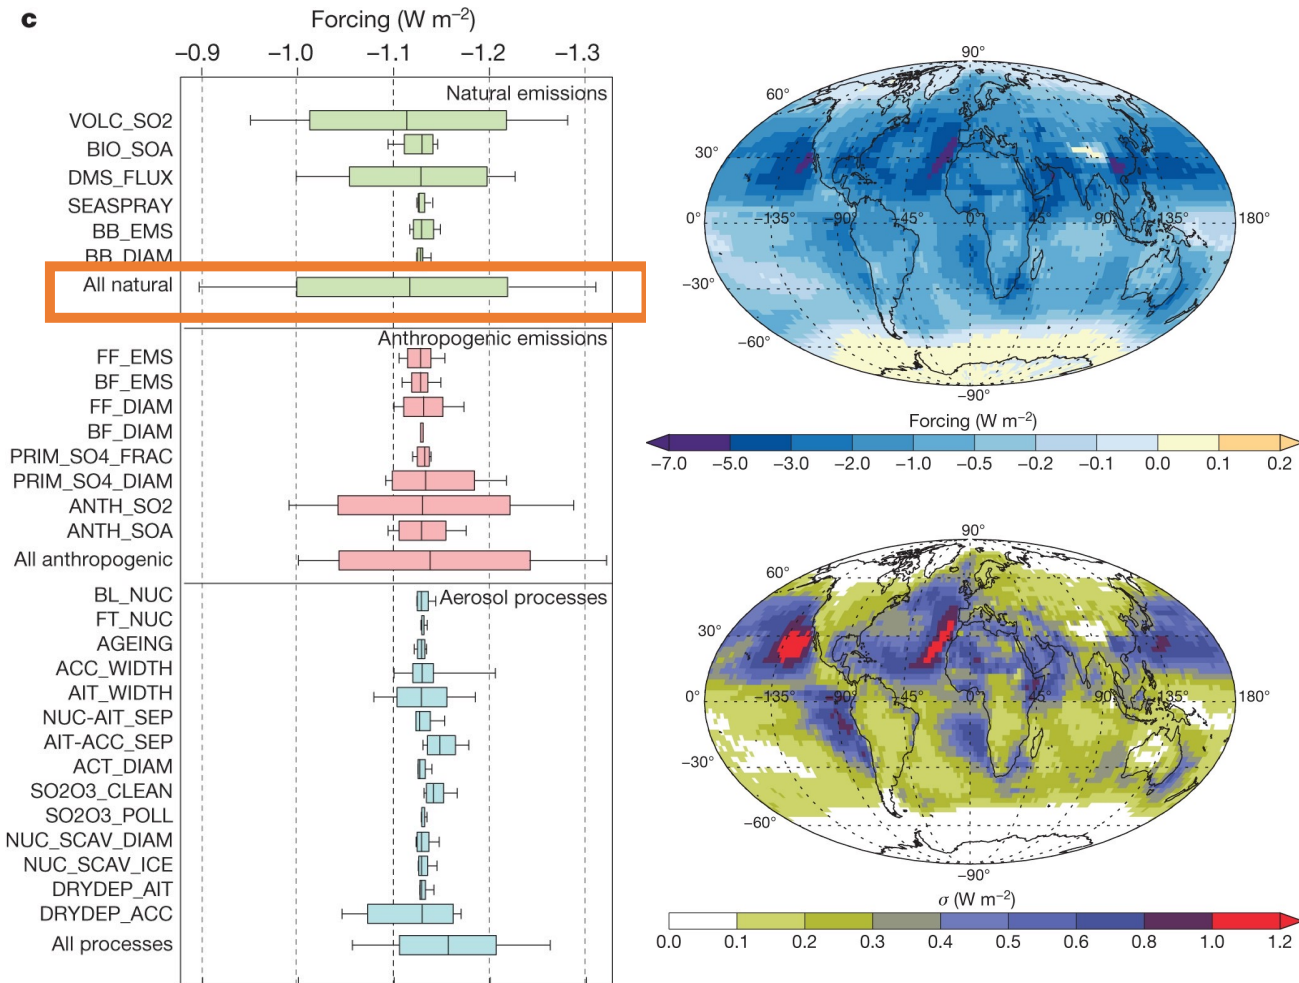 c
Forcing (W m−2)
−0.9 −1.0 −1.1 −1.2 −1.3
Natural emissions
VOLC_SO2
BIO_SOA
DMS_FLUX
SEASPRAY
BB_EMS
BB_DIAM
All natural
Anthropogenic emissions
FF_EMS
BF_EMS
FF_DIAM
BF_DIAM
PRIM_SO4_FRAC
PRIM_SO4_DIAM
ANTH_SO2
ANTH_SOA
All anthropogenic
Aerosol processes
BL_NUC
FT_NUC
AGEING
ACC_WIDTH
AIT_WIDTH
NUC-AIT_SEP
AIT-ACC_SEP
ACT_DIAM
SO2O3_CLEAN
SO2O3_POLL
NUC_SCAV_DIAM
NUC_SCAV_ICE
DRYDEP_AIT
DRYDEP_ACC
All processes
90°
60°
30°
0° −135° −90° −45° 0° 45° 90° 135° 180°
−30°
−60°
−90°
Forcing (W m−2)
−7.0 −5.0 −3.0 −2.0 −1.0 −0.5 −0.2 −0.1 0.0 0.1 0.2
90°
60°
30°
0° −135° −90° −45° 0° 45° 90° 135° 180°
−30°
−60°
−90°
σ (W m−2)
0.0 0.1 0.2 0.3 0.4 0.5 0.6 0.8 1.0 1.2